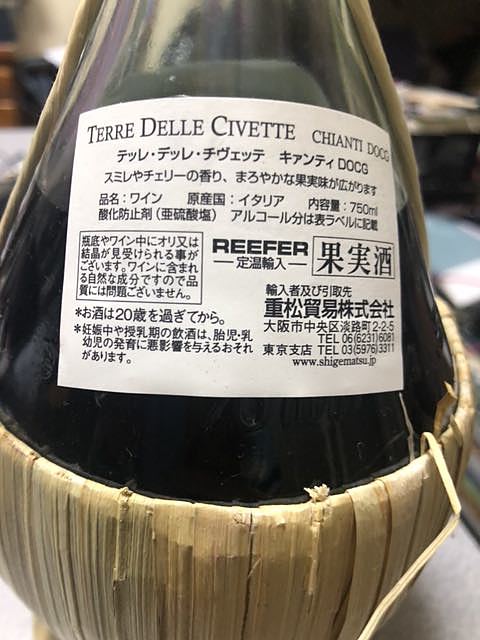 TERRE DELLE CIVETTE CHIANTI DOCG
テッレ・デッレ・チヴェッテ キャンティ DOCG
スミレやチェリーの香り、まろやかな果実味が広がります
品名：ワイン 原産国：イタリア 内容量：750ml
酸化防止剤（亜硫酸塩） アルコール分は表ラベルに記載
瓶底やワイン中にオリ又は
結晶が見受けられる事が
ございます。ワインに含まれ
る自然な成分ですので品
質には問題ございません。
REEFER
定温輸入
果実酒
*お酒は20歳を過ぎてから。
*妊娠中や授乳期の飲酒は、胎児・乳
幼児の発育に悪影響を与えるおそれ
があります。
輸入者及び引取先
重松貿易株式会社
大阪市中央区淡路町2-2-5
TEL 06(6231)6081
東京支店 TEL 03(5976)3311
www.shigematsu.jp